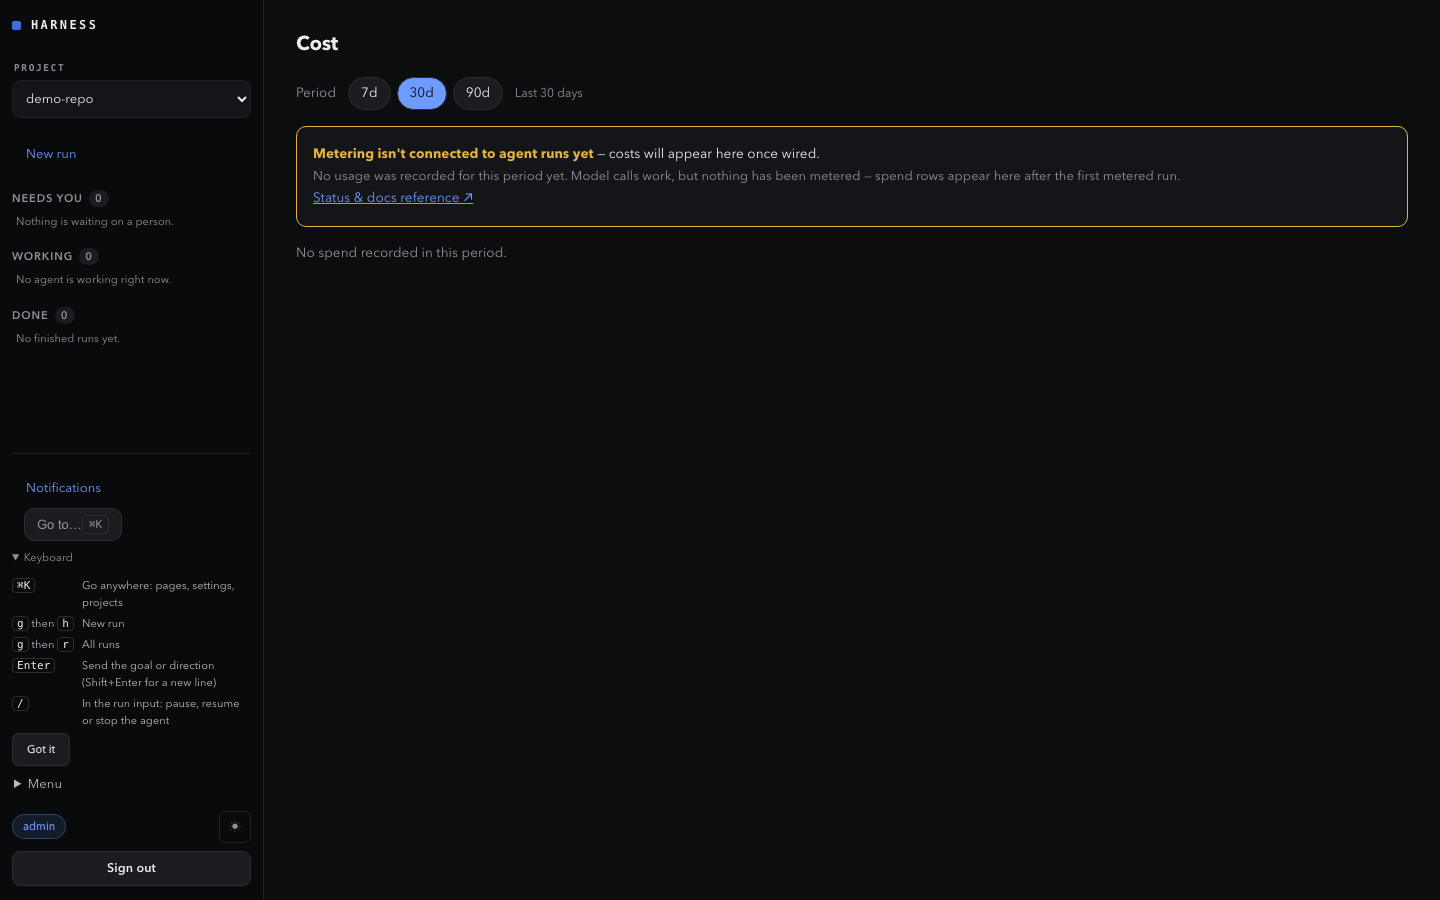 HARNESS
PROJECT
demo-repo
New run
NEEDS YOU 0
Nothing is waiting on a person.
WORKING 0
No agent is working right now.
DONE 0
No finished runs yet.
Notifications
Go to... ⌘K
▼ Keyboard
⌘K Go anywhere: pages, settings,
projects
g then h New run
g then r All runs
Enter Send the goal or direction
(Shift+Enter for a new line)
/ In the run input: pause, resume
or stop the agent
Got it
▶ Menu
admin
Sign out
Cost
Period 7d 30d 90d Last 30 days
Metering isn't connected to agent runs yet — costs will appear here once wired.
No usage was recorded for this period yet. Model calls work, but nothing has been metered — spend rows appear here after the first metered run.
Status & docs reference ↗
No spend recorded in this period.